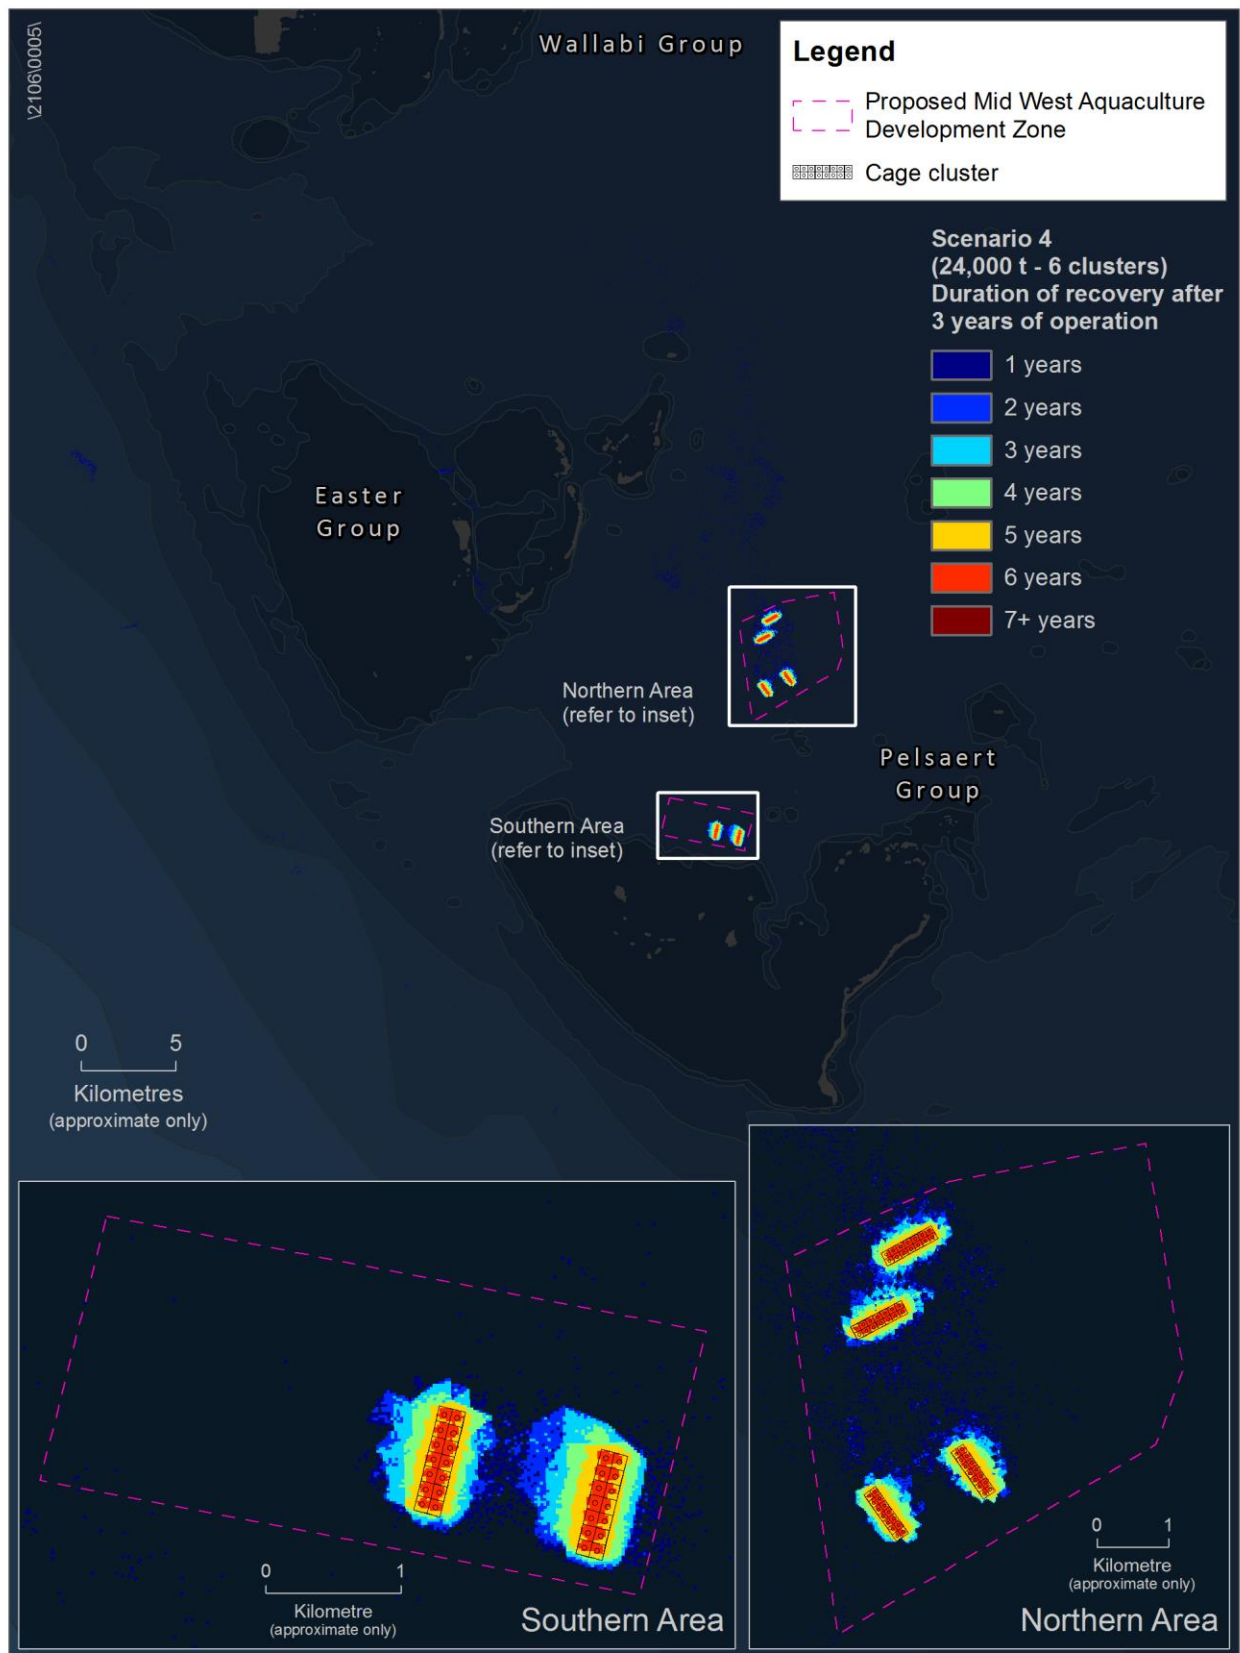 \2106\0005\
Wallabi Group
Legend
Proposed Mid West Aquaculture
Development Zone
Cage cluster
Scenario 4
(24,000 t - 6 clusters)
Duration of recovery after
3 years of operation
1 years
2 years
3 years
4 years
5 years
6 years
7+ years
Easter
Group
Northern Area
(refer to inset)
Pelsaert
Group
Southern Area
(refer to inset)
0 5
Kilometres
(approximate only)
0 1
Kilometre
(approximate only)
Southern Area
0 1
Kilometre
(approximate only)
Northern Area